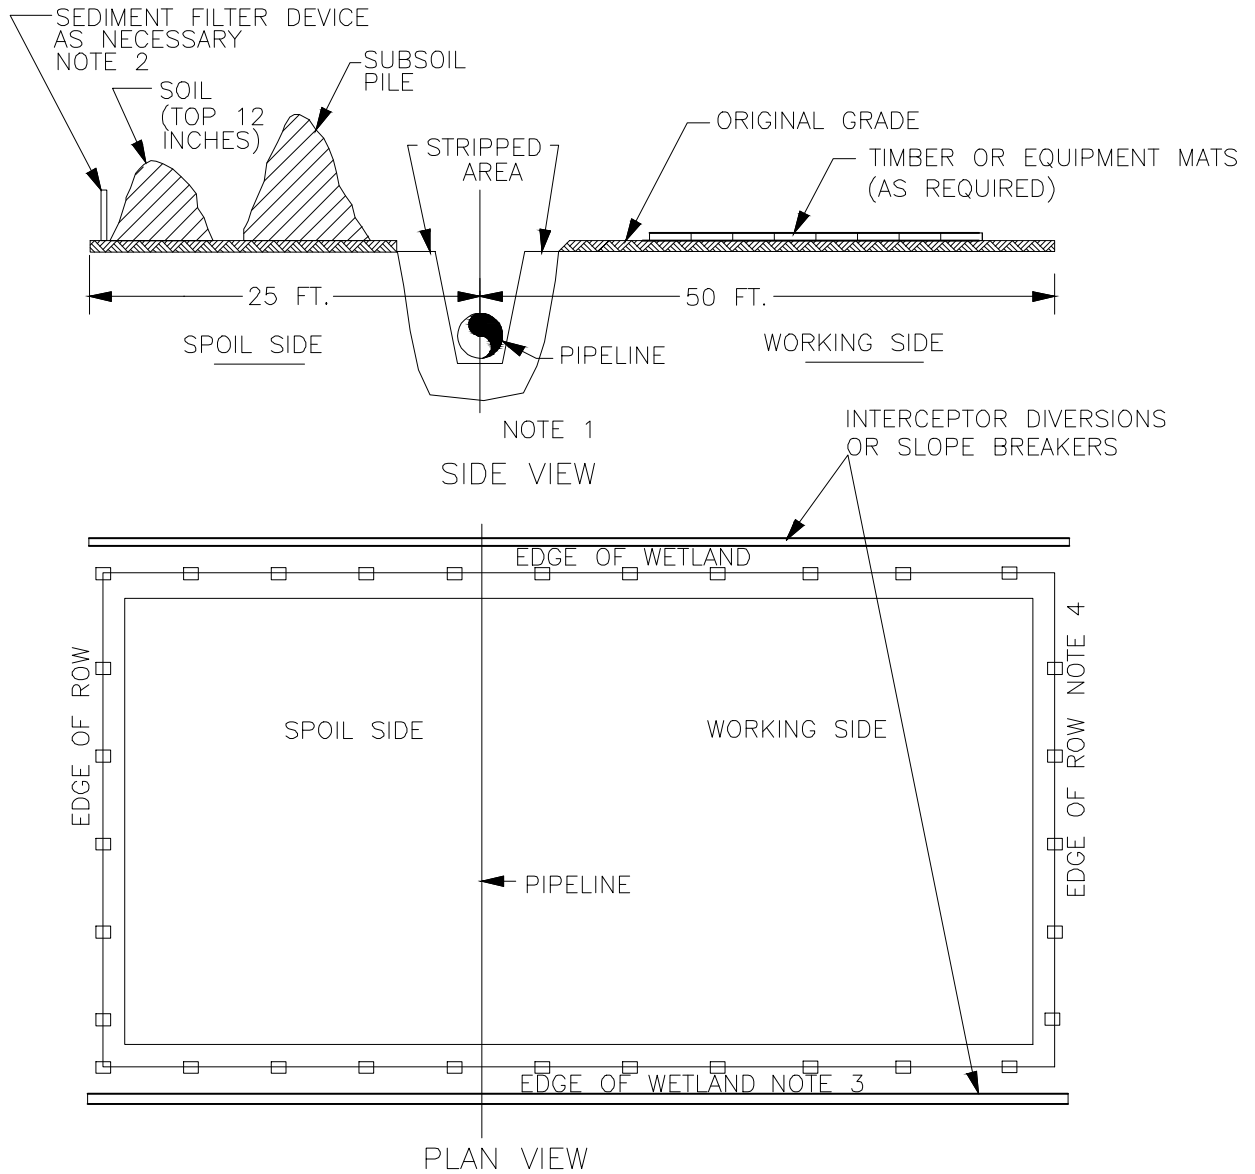 SEDIMENT FILTER DEVICE
AS NECESSARY
NOTE 2
SOIL
(TOP 12
INCHES)
SUBSOIL
PILE
STRIPPED
AREA
ORIGINAL GRADE
TIMBER OR EQUIPMENT MATS
(AS REQUIRED)
25 FT.
50 FT.
SPOIL SIDE
PIPELINE
WORKING SIDE
NOTE 1
SIDE VIEW
INTERCEPTOR DIVERSIONS
OR SLOPE BREAKERS
EDGE OF WETLAND
EDGE OF ROW
SPOIL SIDE
WORKING SIDE
EDGE OF ROW NOTE 4
PIPELINE
EDGE OF WETLAND NOTE 3
PLAN VIEW